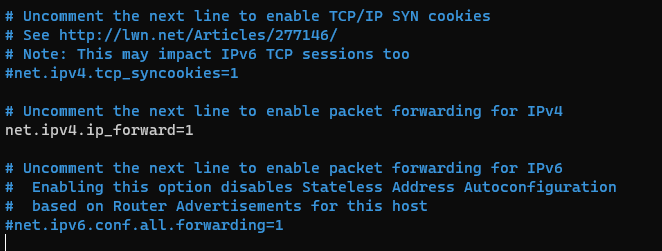 # Uncomment the next line to enable TCP/IP SYN cookies
# See http://lwn.net/Articles/277146/
# Note: This may impact IPv6 TCP sessions too
#net.ipv4.tcp_syncookies=1

# Uncomment the next line to enable packet forwarding for IPv4
net.ipv4.ip_forward=1

# Uncomment the next line to enable packet forwarding for IPv6
#  Enabling this option disables Stateless Address Autoconfiguration
#  based on Router Advertisements for this host
#net.ipv6.conf.all.forwarding=1